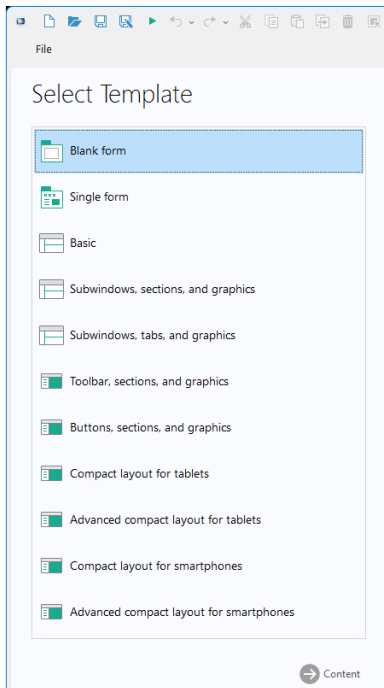 File
Select Template
Blank form
Single form
Basic
Subwindows, sections, and graphics
Subwindows, tabs, and graphics
Toolbar, sections, and graphics
Buttons, sections, and graphics
Compact layout for tablets
Advanced compact layout for tablets
Compact layout for smartphones
Advanced compact layout for smartphones
Content